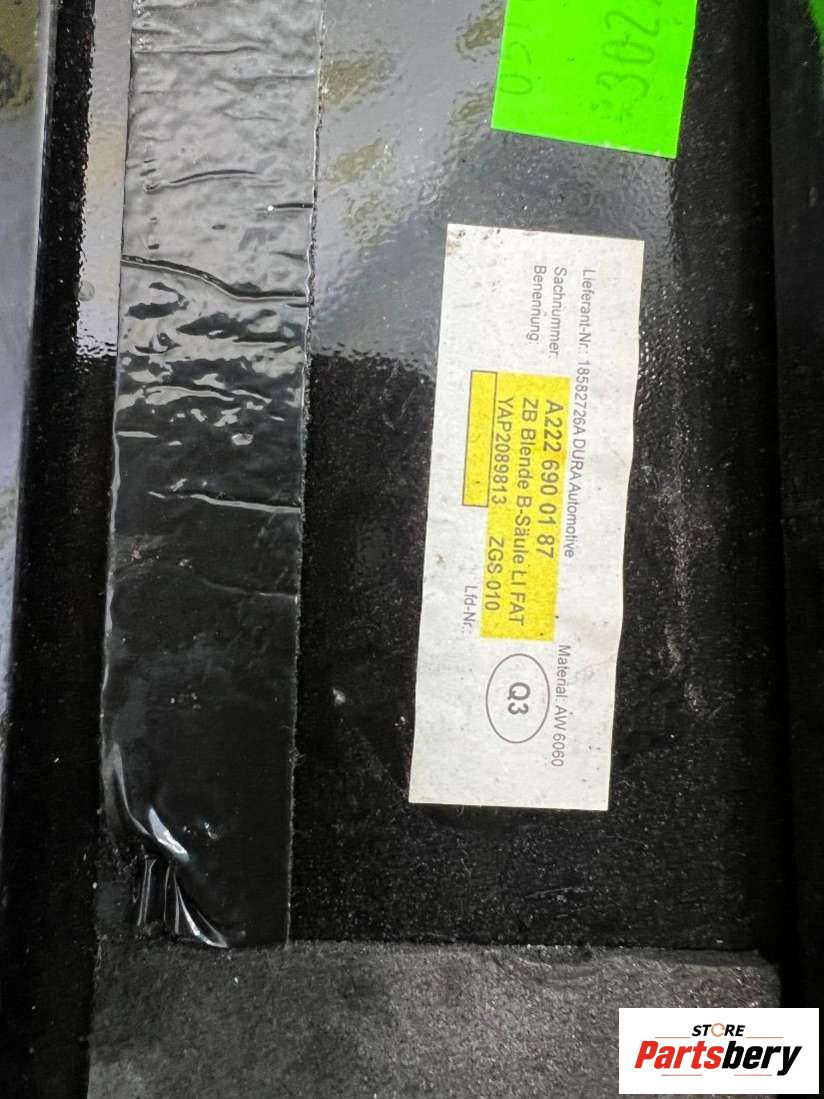 302
Lieferant-Nr.: 18582726A DURA Automotive
Material: AW 6060
Sachnummer: A222 690 01 87
Benennung: ZB Blende B-Säule LI FAT
YAP2089813 ZGS 010
Lfd-Nr.:
Q3
STORE
Partsbery